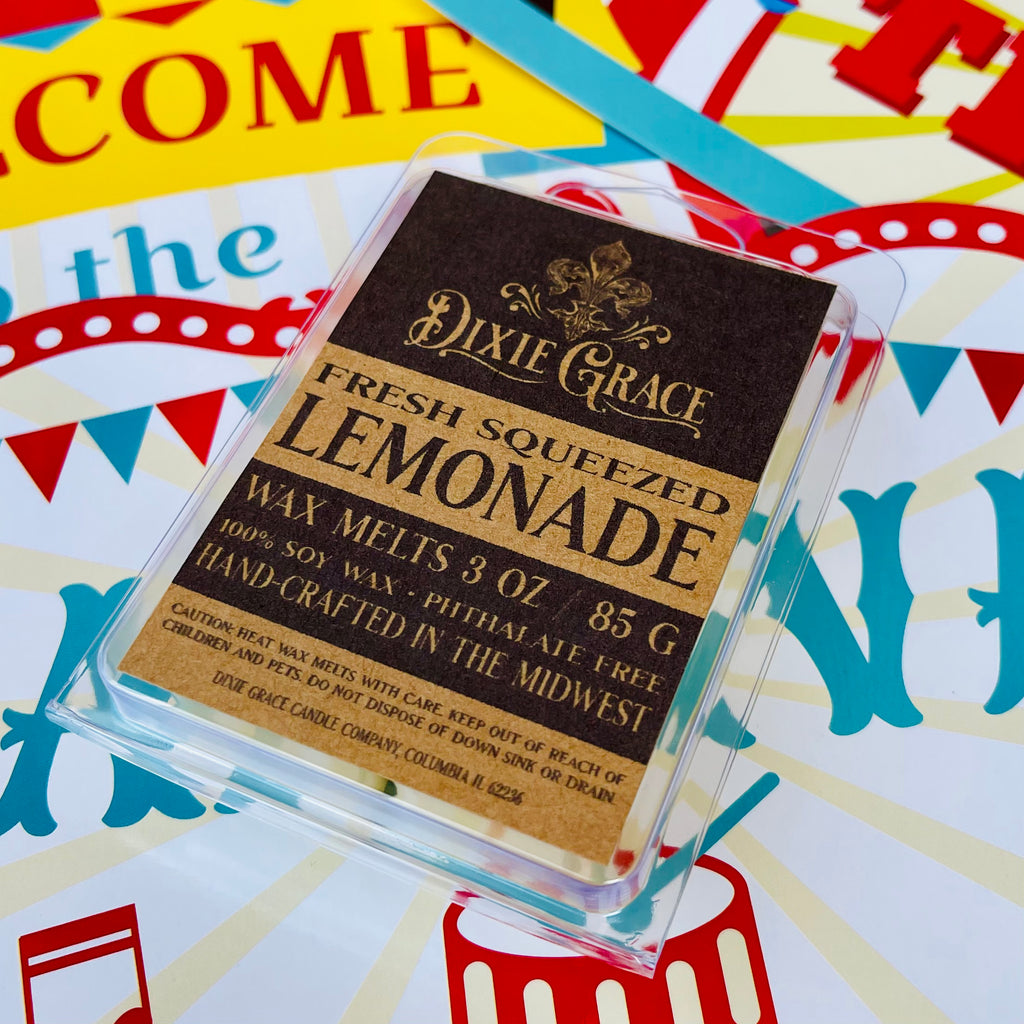 COME
the
DIXIE GRACE
FRESH SQUEEZED
LEMONADE
WAX MELTS 3 OZ / 85 G
100% SOY WAX • PHTHALATE FREE
HAND-CRAFTED IN THE MIDWEST
CAUTION: HEAT WAX MELTS WITH CARE. KEEP OUT OF REACH OF
CHILDREN AND PETS. DO NOT DISPOSE OF DOWN SINK OR DRAIN.
DIXIE GRACE CANDLE COMPANY, COLUMBIA IL 62236